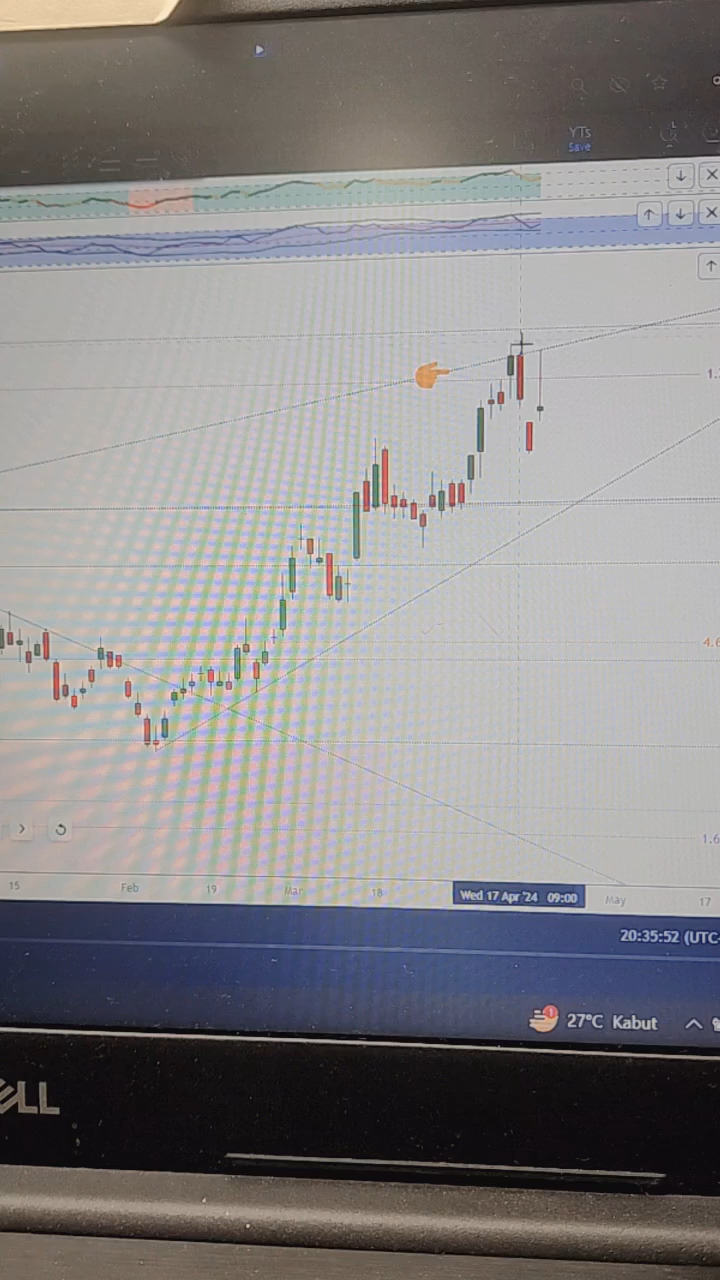 YTs
Save
1.
4.6
1.6
15 Feb 19 Mar 18 Wed 17 Apr '24 09:00 May 17
20:35:52 (UTC
1
27°C Kabut
ELL